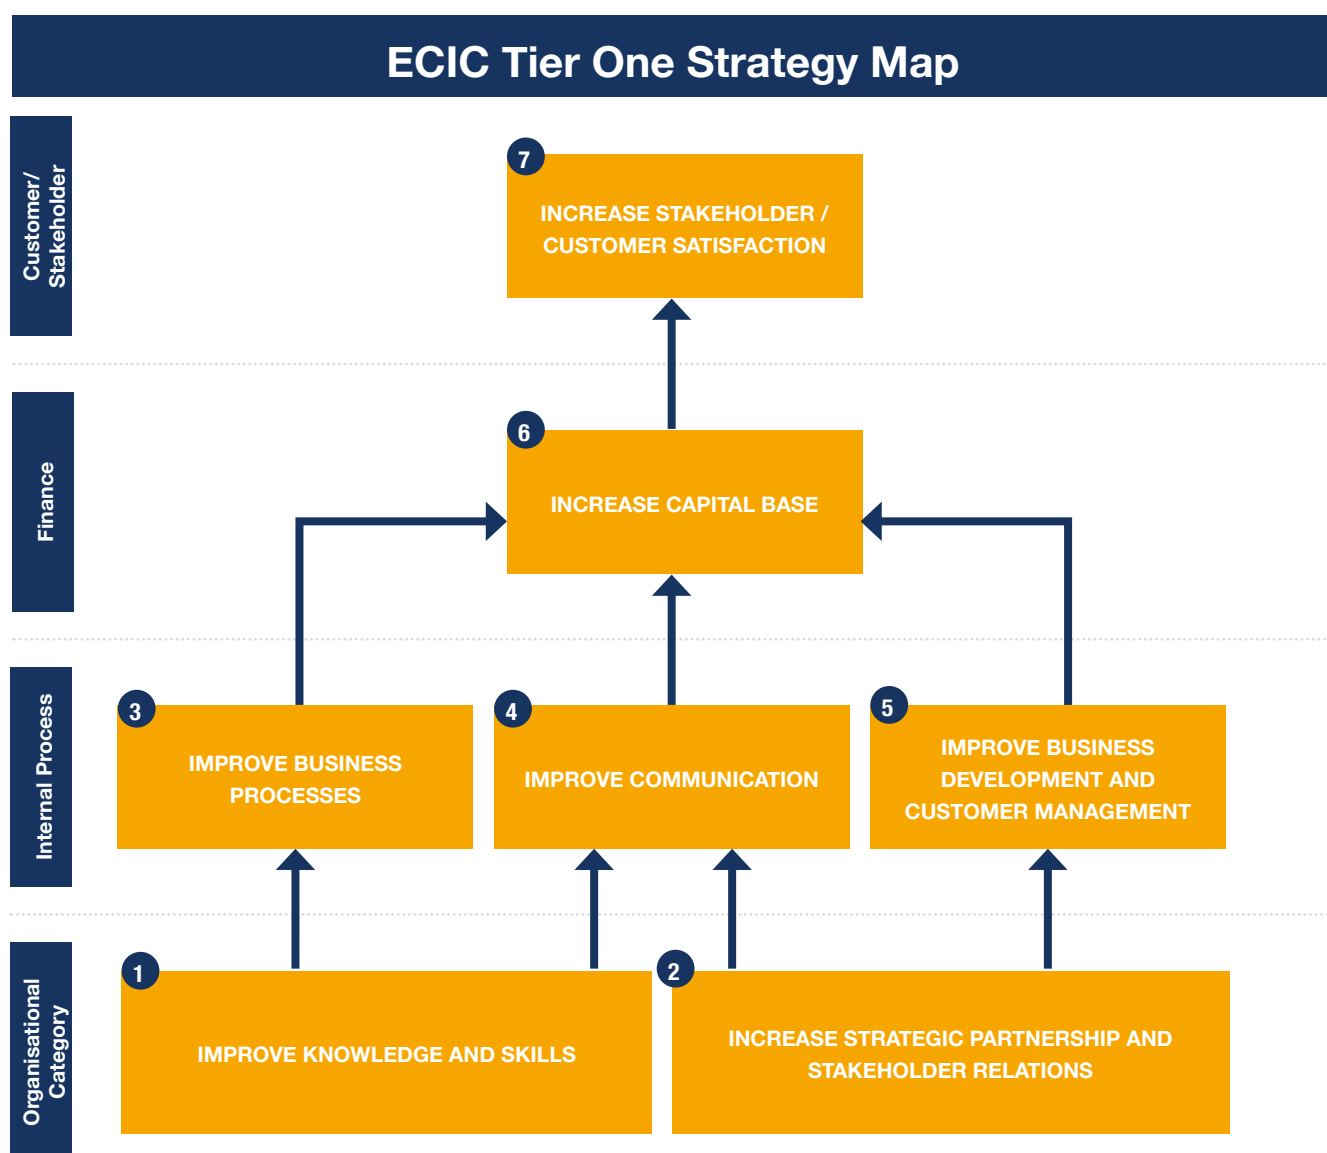 ECIC Tier One Strategy Map
Customer/
Stakeholder
7
INCREASE STAKEHOLDER /
CUSTOMER SATISFACTION
Finance
6
INCREASE CAPITAL BASE
Internal Process
3
IMPROVE BUSINESS
PROCESSES
4
IMPROVE COMMUNICATION
5
IMPROVE BUSINESS
DEVELOPMENT AND
CUSTOMER MANAGEMENT
Organisational
Category
1
IMPROVE KNOWLEDGE AND SKILLS
2
INCREASE STRATEGIC PARTNERSHIP AND
STAKEHOLDER RELATIONS